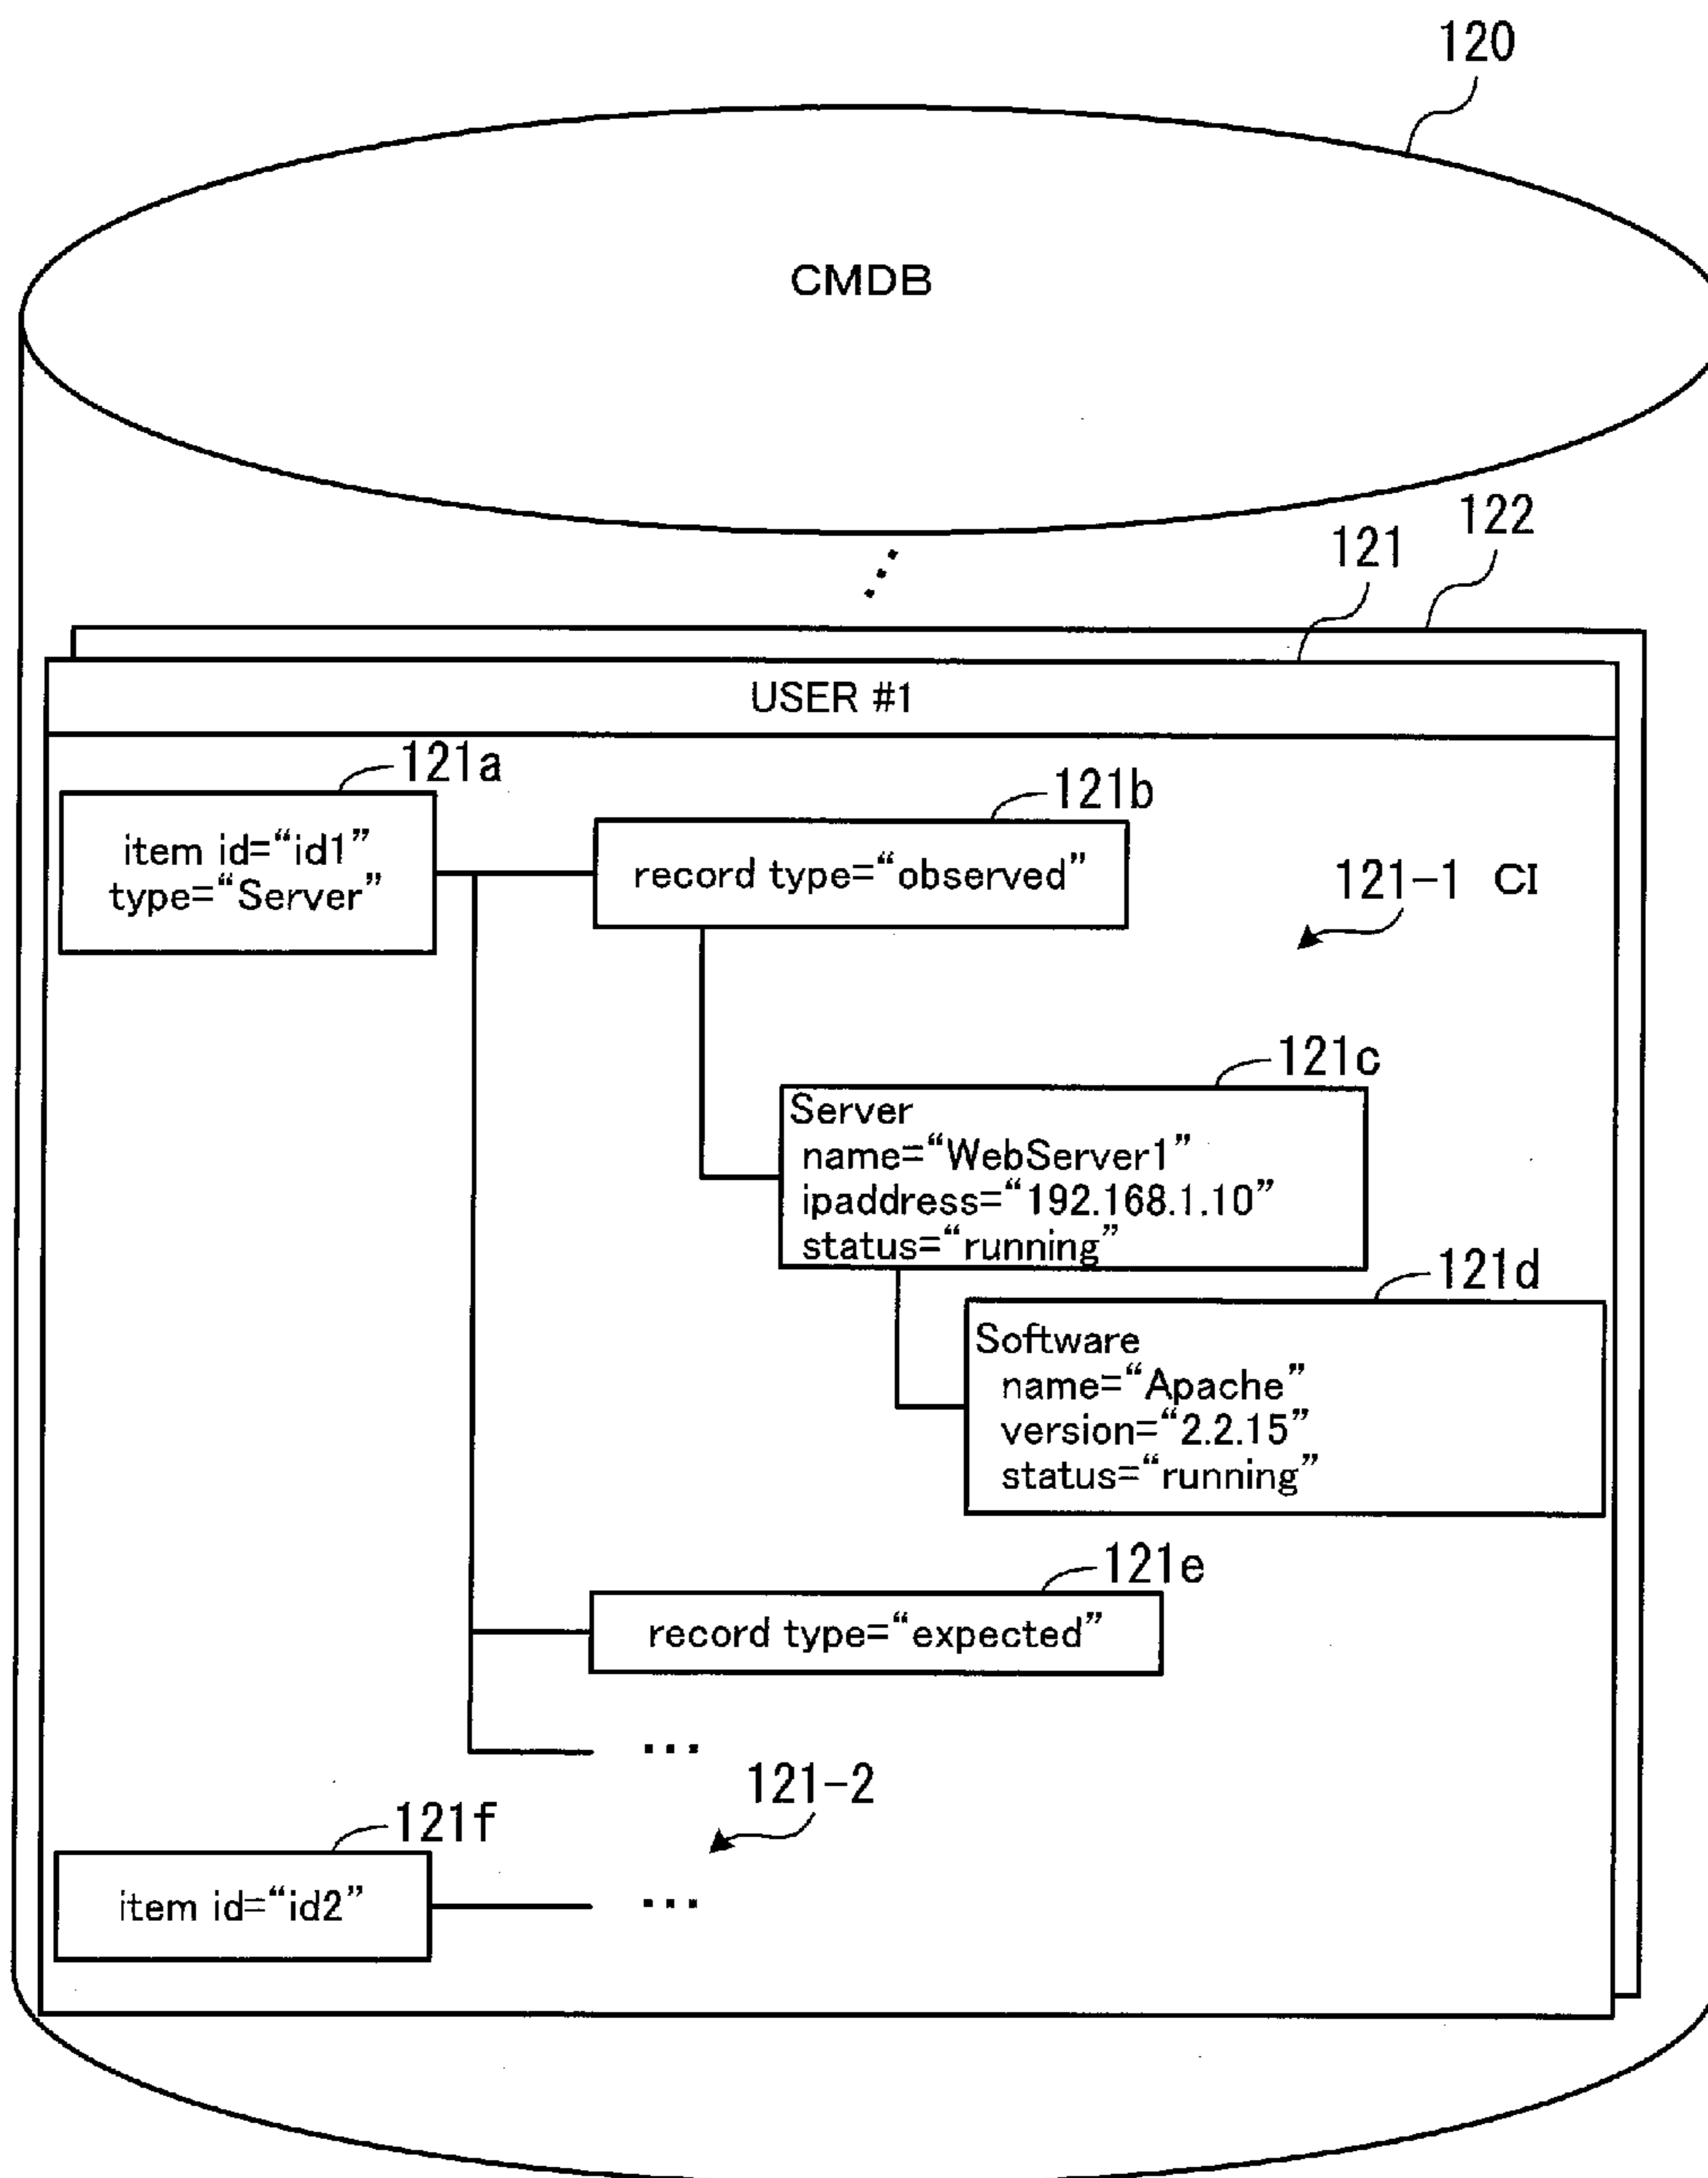 120
CMDB
122
121
USER #1
121a
121b
item id=“id1”
type=“Server”
record type=“observed”
121-1 CI
121c
Server
name=“WebServer1”
ipaddress=“192.168.1.10”
status=“running”
121d
Software
name=“Apache”
version=“2.2.15”
status=“running”
121e
record type=“expected”
...
121-2
121f
item id=“id2”
...